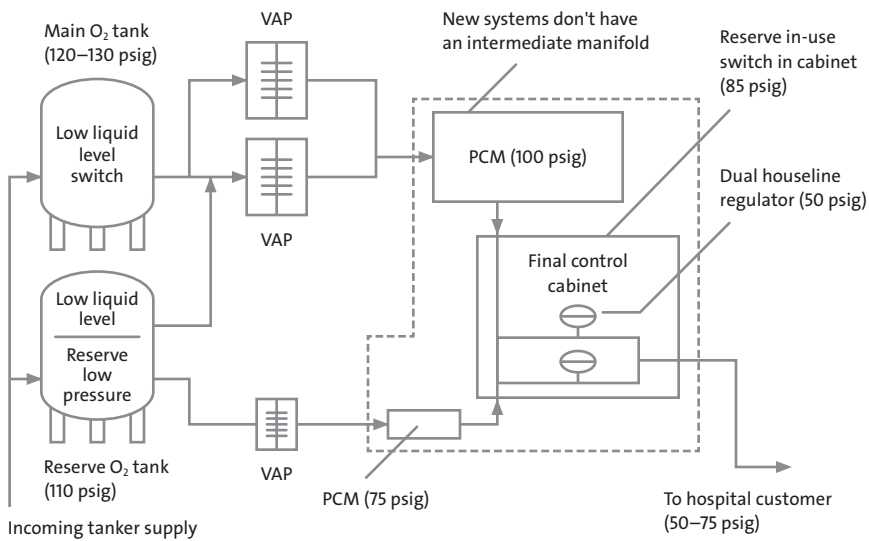 Main O₂ tank
(120–130 psig)
VAP
New systems don't have
an intermediate manifold
Reserve in-use
switch in cabinet
(85 psig)
Low liquid
level
switch
PCM (100 psig)
Dual houseline
regulator (50 psig)
VAP
Final control
cabinet
Low liquid
level
Reserve
low
pressure
VAP
Reserve O₂ tank
(110 psig)
PCM (75 psig)
To hospital customer
(50–75 psig)
Incoming tanker supply